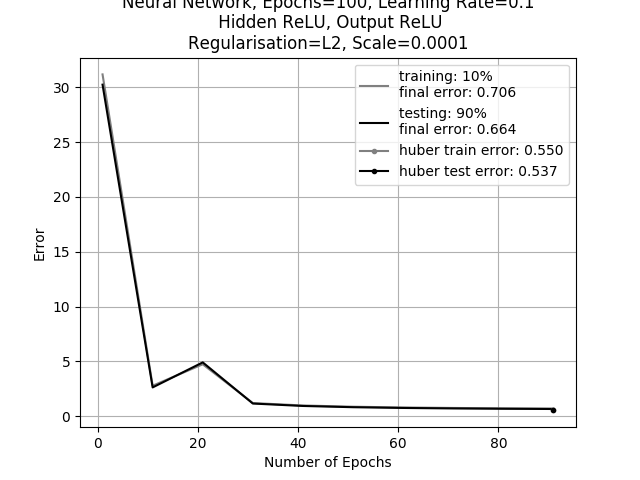 Neural Network, Epochs=100, Learning Rate=0.1
Hidden ReLU, Output ReLU
Regularisation=L2, Scale=0.0001
30
25
20
15
10
5
0
Error
training: 10%
final error: 0.706
testing: 90%
final error: 0.664
huber train error: 0.550
huber test error: 0.537
0 20 40 60 80
Number of Epochs